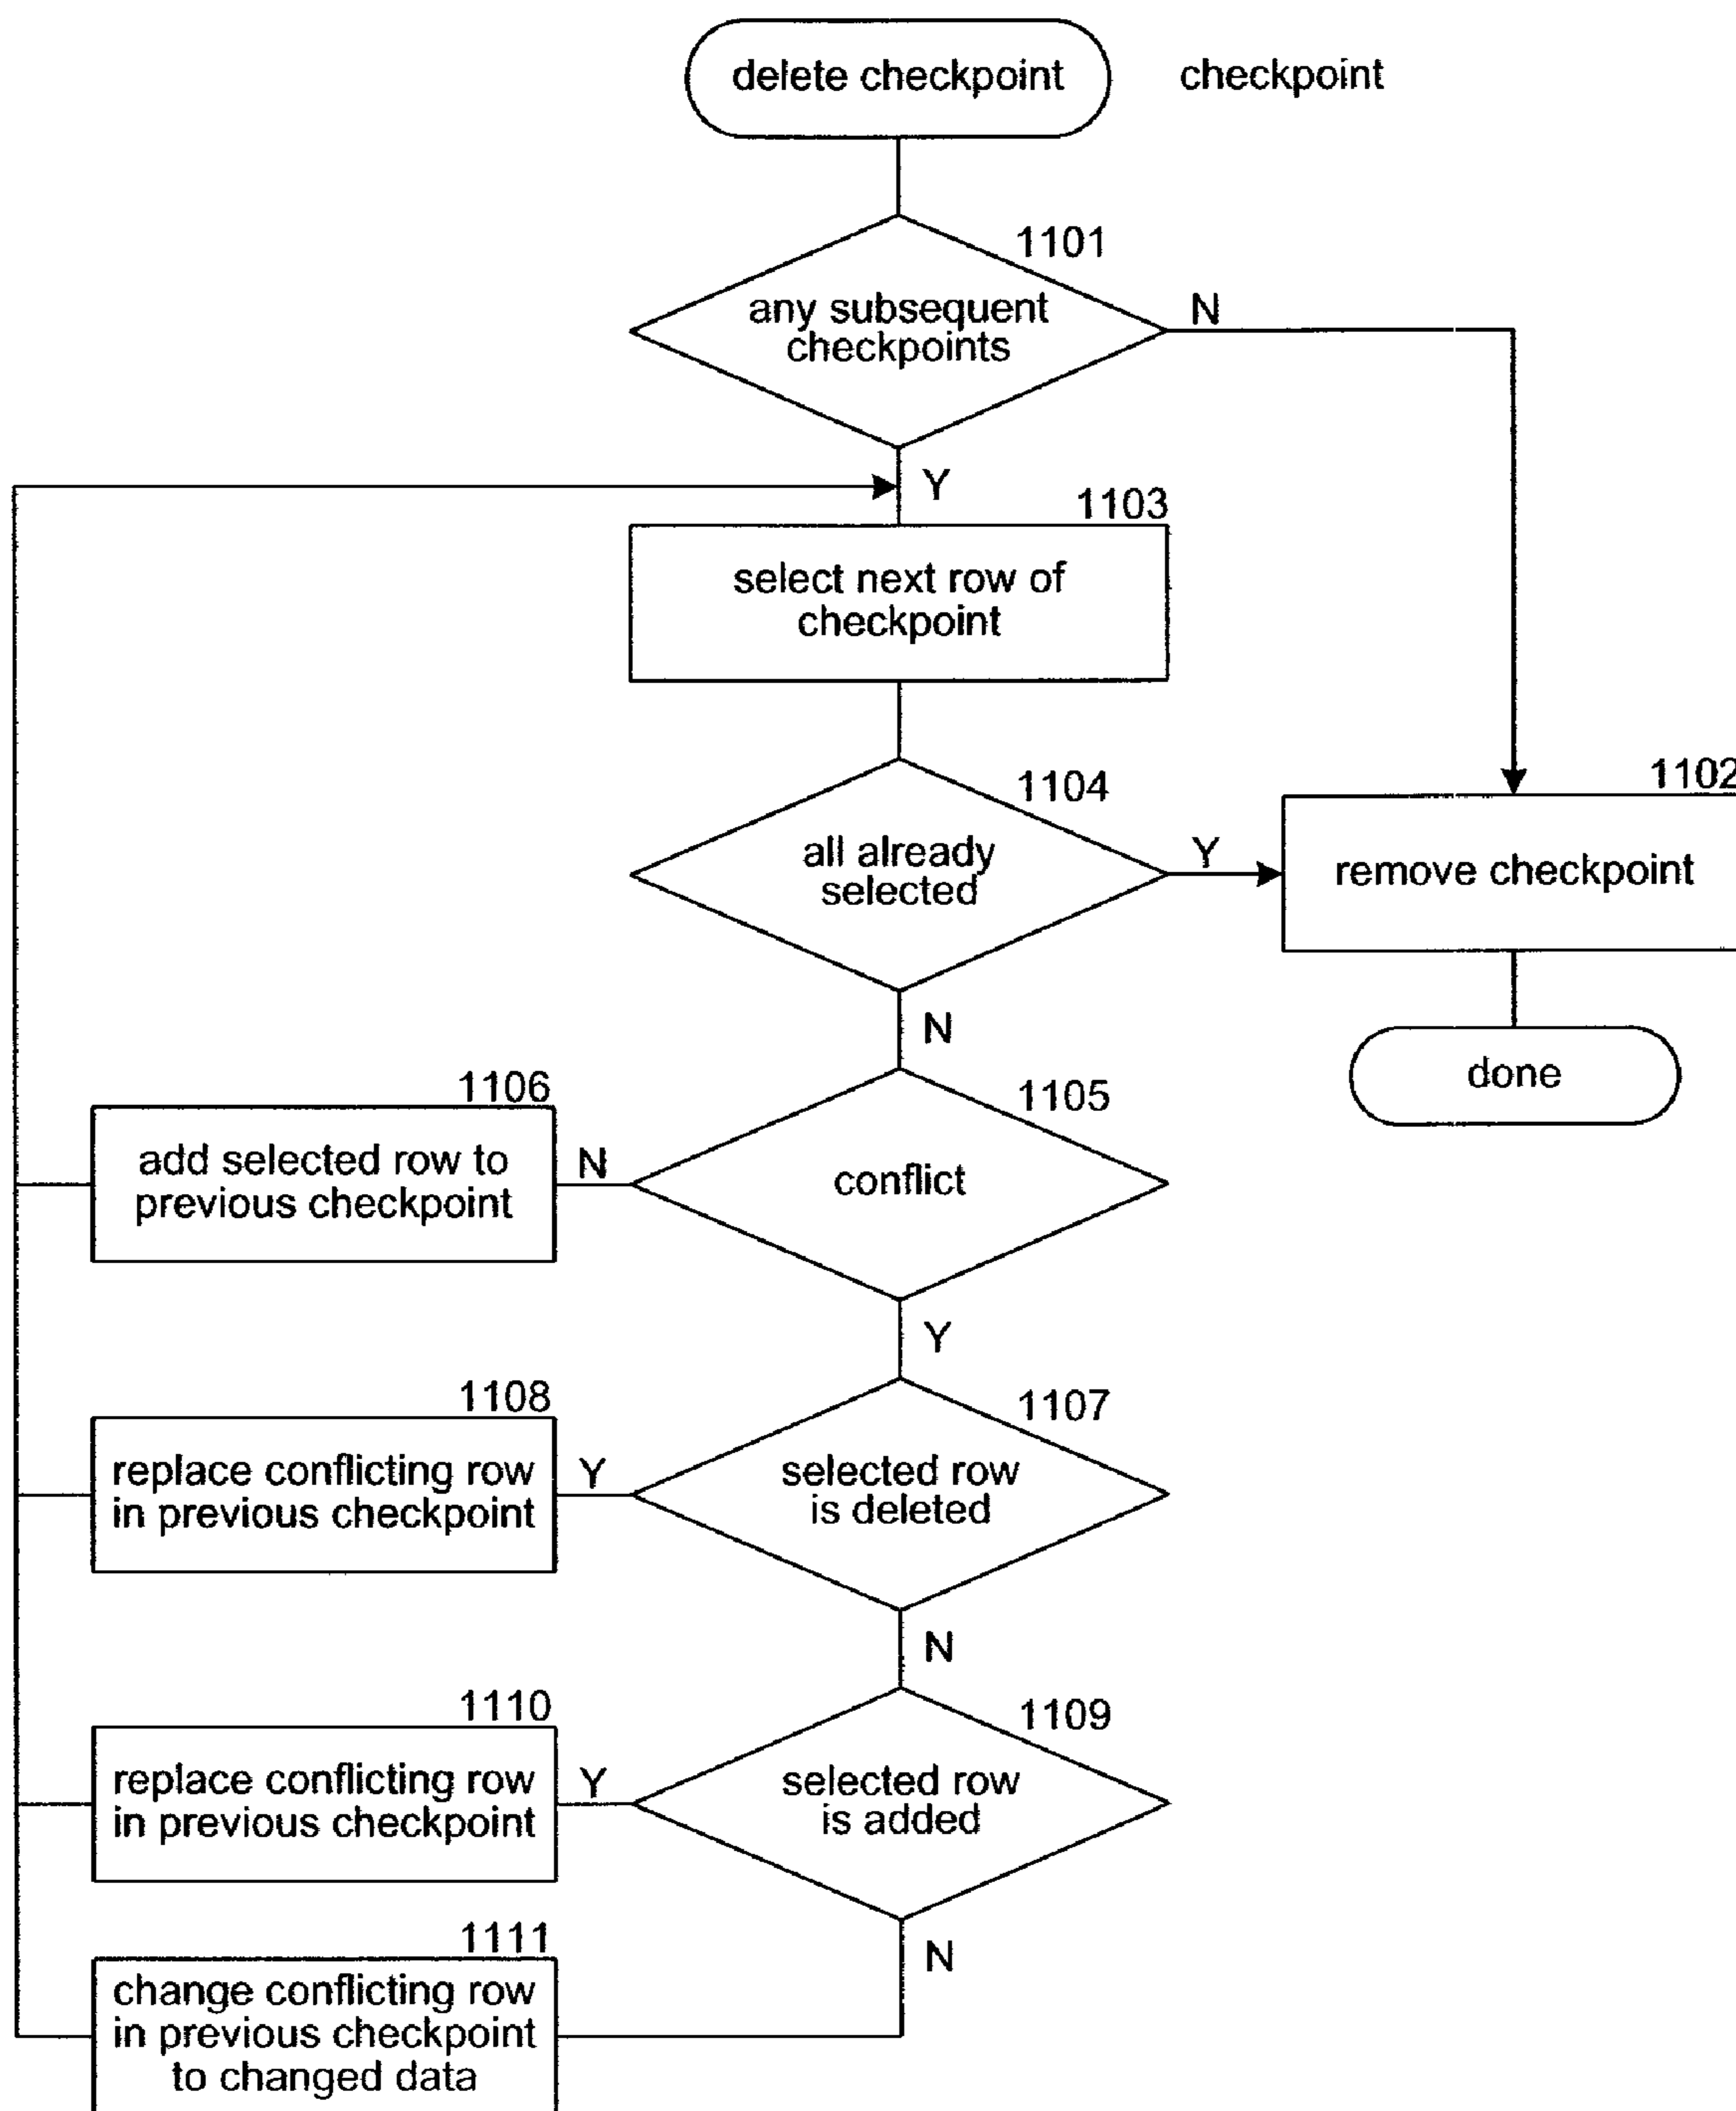 delete checkpoint
checkpoint
1101
any subsequent
checkpoints
N
Y
1103
select next row of
checkpoint
1104
all already
selected
Y
1102
remove checkpoint
N
done
1106
add selected row to
previous checkpoint
N
1105
conflict
Y
1108
replace conflicting row
in previous checkpoint
Y
1107
selected row
is deleted
N
1110
replace conflicting row
in previous checkpoint
Y
1109
selected row
is added
N
1111
change conflicting row
in previous checkpoint
to changed data